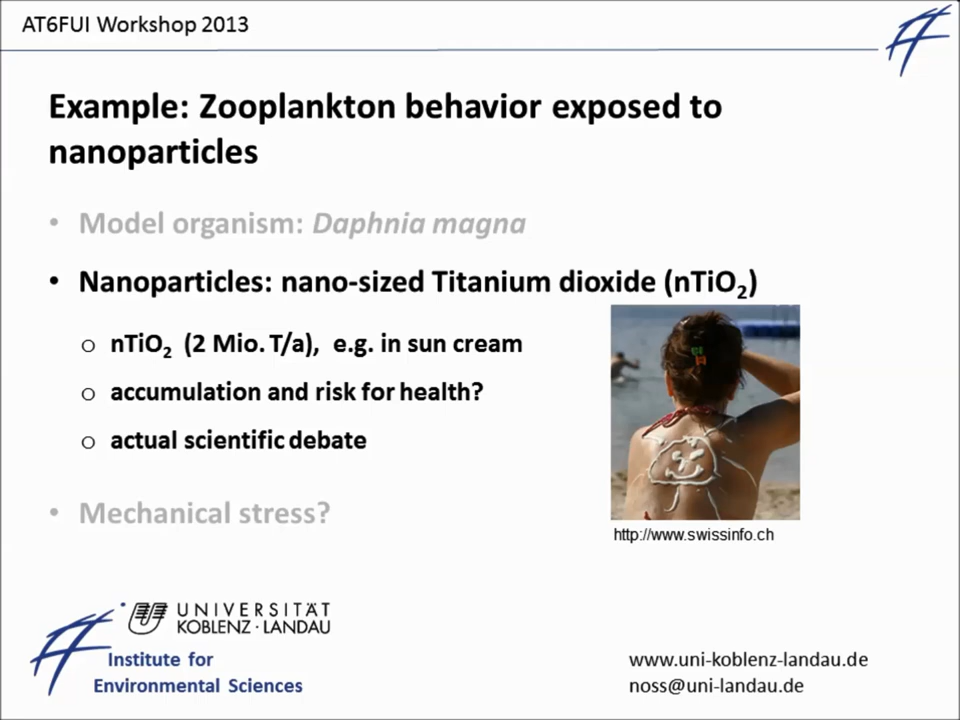 AT6FUI Workshop 2013
Example: Zooplankton behavior exposed to
nanoparticles
• Model organism: Daphnia magna
• Nanoparticles: nano-sized Titanium dioxide (nTiO₂)
o nTiO₂ (2 Mio. T/a), e.g. in sun cream
o accumulation and risk for health?
o actual scientific debate
• Mechanical stress?
http://www.swissinfo.ch
UNIVERSITÄT
KOBLENZ · LANDAU
Institute for
Environmental Sciences
www.uni-koblenz-landau.de
noss@uni-landau.de